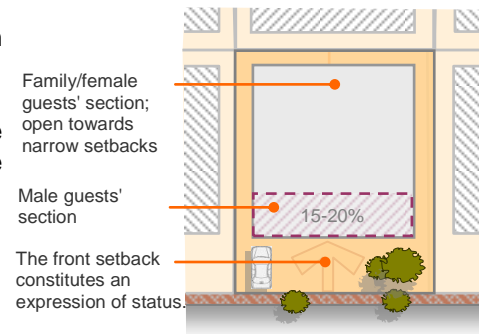 Family/female
guests' section;
open towards
narrow setbacks
Male guests'
section
15-20%
The front setback
constitutes an
expression of status.